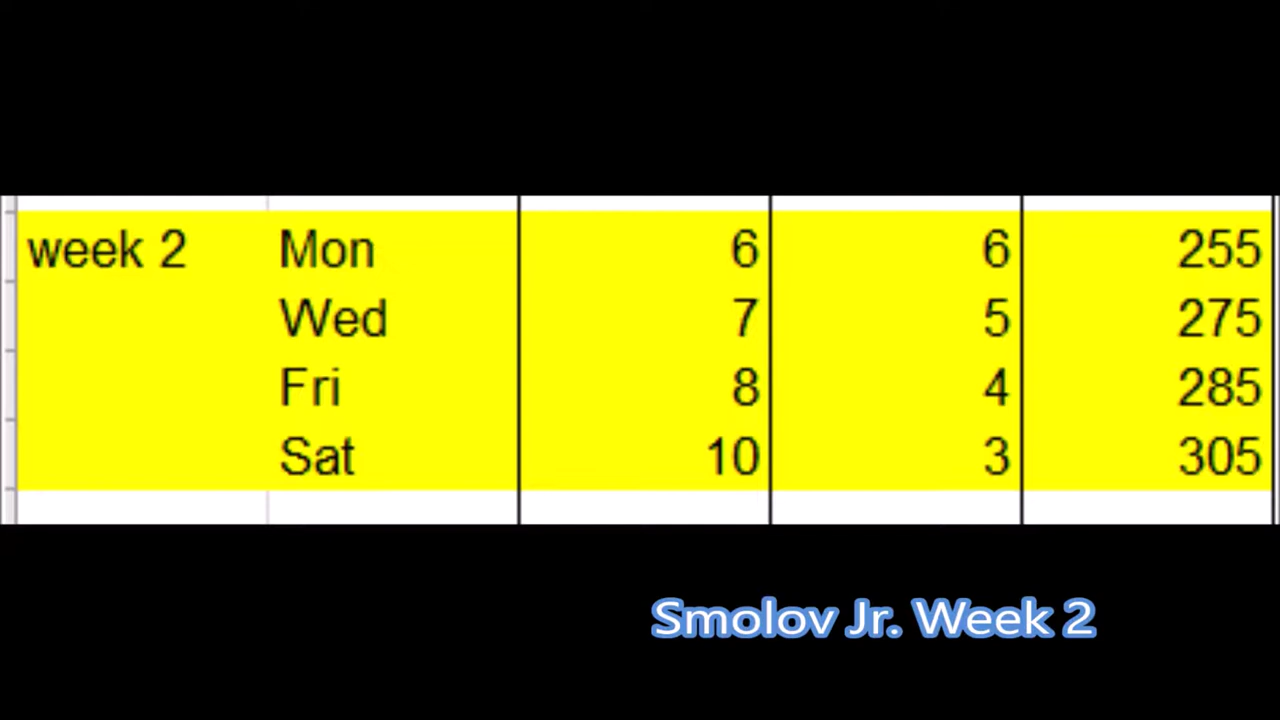 week 2 Mon 6 6 255
Wed 7 5 275
Fri 8 4 285
Sat 10 3 305
Smolov Jr. Week 2